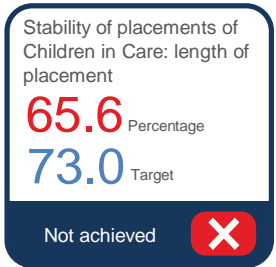 Stability of placements of
Children in Care: length of
placement
65.6 Percentage
73.0 Target
Not achieved